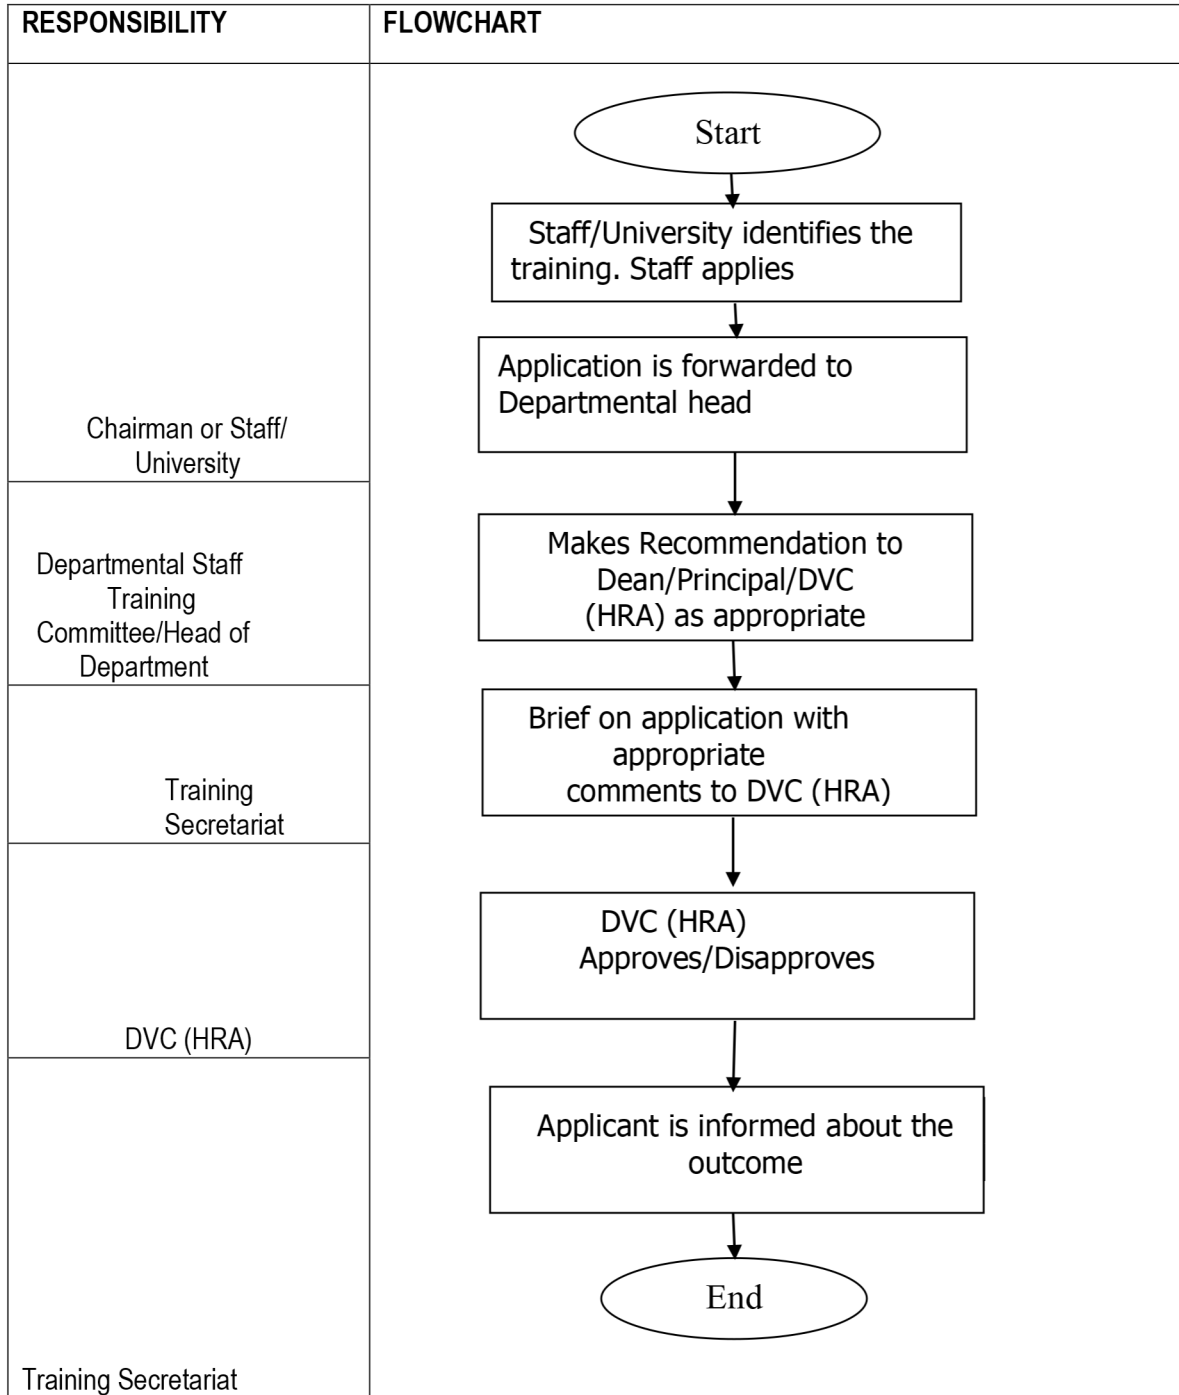 RESPONSIBILITY
FLOWCHART
Start
Staff/University identifies the
training. Staff applies
Application is forwarded to
Departmental head
Chairman or Staff/
University
Departmental Staff
Training
Committee/Head of
Department
Makes Recommendation to
Dean/Principal/DVC
(HRA) as appropriate
Training
Secretariat
Brief on application with
appropriate
comments to DVC (HRA)
DVC (HRA)
DVC (HRA)
Approves/Disapproves
Applicant is informed about the
outcome
End
Training Secretariat